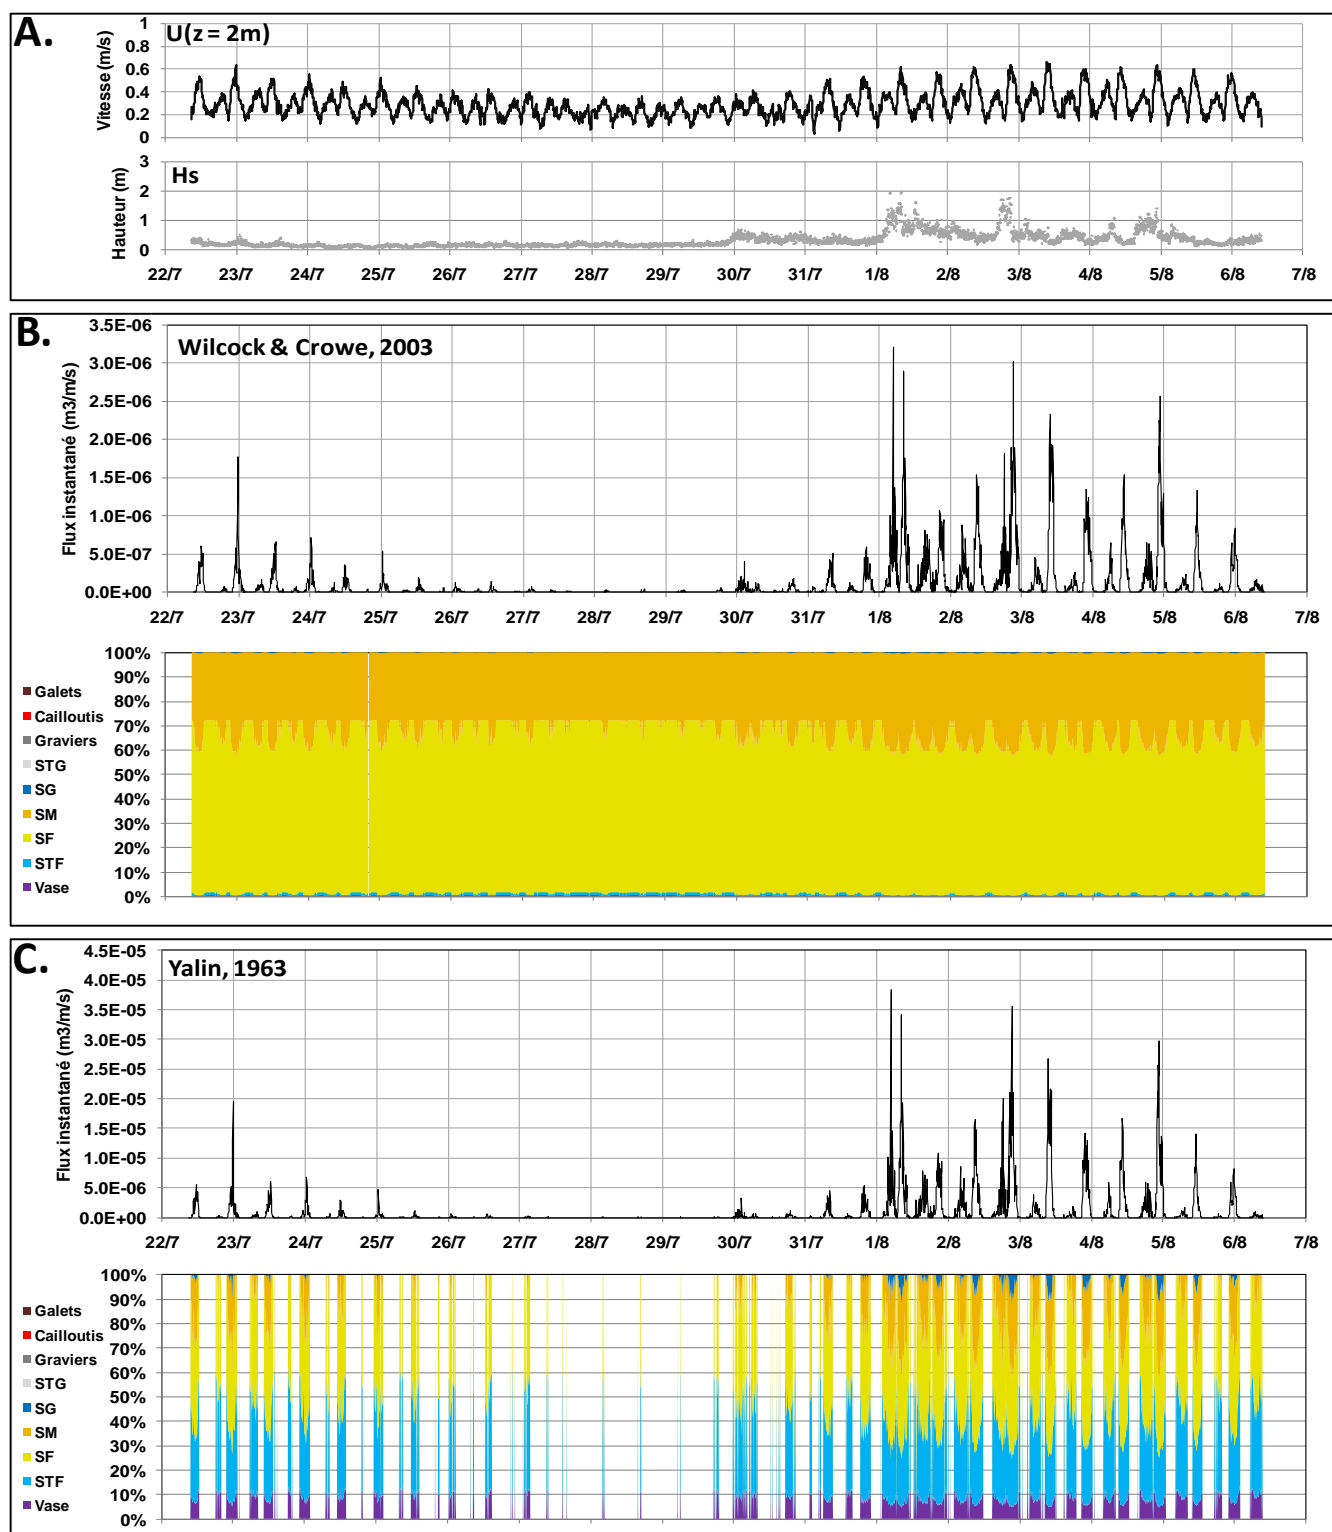 A.
U(z = 2m)
Vitesse (m/s)
1
0.8
0.6
0.4
0.2
0
Hs
Hauteur (m)
3
2
1
0
22/7 23/7 24/7 25/7 26/7 27/7 28/7 29/7 30/7 31/7 1/8 2/8 3/8 4/8 5/8 6/8 7/8
B.
Wilcock & Crowe, 2003
Flux instantané (m3/m/s)
3.5E-06
3.0E-06
2.5E-06
2.0E-06
1.5E-06
1.0E-06
5.0E-07
0.0E+00
22/7 23/7 24/7 25/7 26/7 27/7 28/7 29/7 30/7 31/7 1/8 2/8 3/8 4/8 5/8 6/8 7/8
Galets
Cailloutis
Graviers
STG
SG
SM
SF
STF
Vase
100%
90%
80%
70%
60%
50%
40%
30%
20%
10%
0%
C.
Yalin, 1963
Flux instantané (m3/m/s)
4.5E-05
4.0E-05
3.5E-05
3.0E-05
2.5E-05
2.0E-05
1.5E-05
1.0E-05
5.0E-06
0.0E+00
22/7 23/7 24/7 25/7 26/7 27/7 28/7 29/7 30/7 31/7 1/8 2/8 3/8 4/8 5/8 6/8 7/8
Galets
Cailloutis
Graviers
STG
SG
SM
SF
STF
Vase
100%
90%
80%
70%
60%
50%
40%
30%
20%
10%
0%